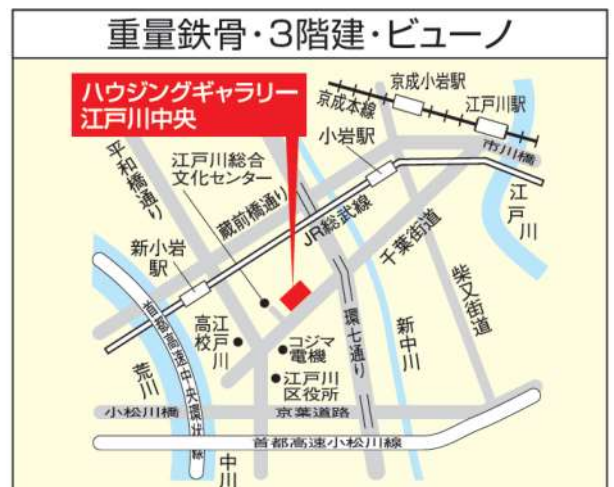 重量鉄骨・3階建・ビューノ
ハウジングギャラリー
江戸川中央
京成小岩駅
京成本線
江戸川駅
市川橋
小岩駅
江戸川
平和橋通り
江戸川総合
文化センター
蔵前橋通り
JR総武線
千葉街道
新小岩
駅
柴又街道
環七通り
新中川
江戸川
高校
コジマ
電機
江戸川
区役所
首都高速中央環状線
荒川
小松川橋
京葉道路
首都高速小松川線
中川